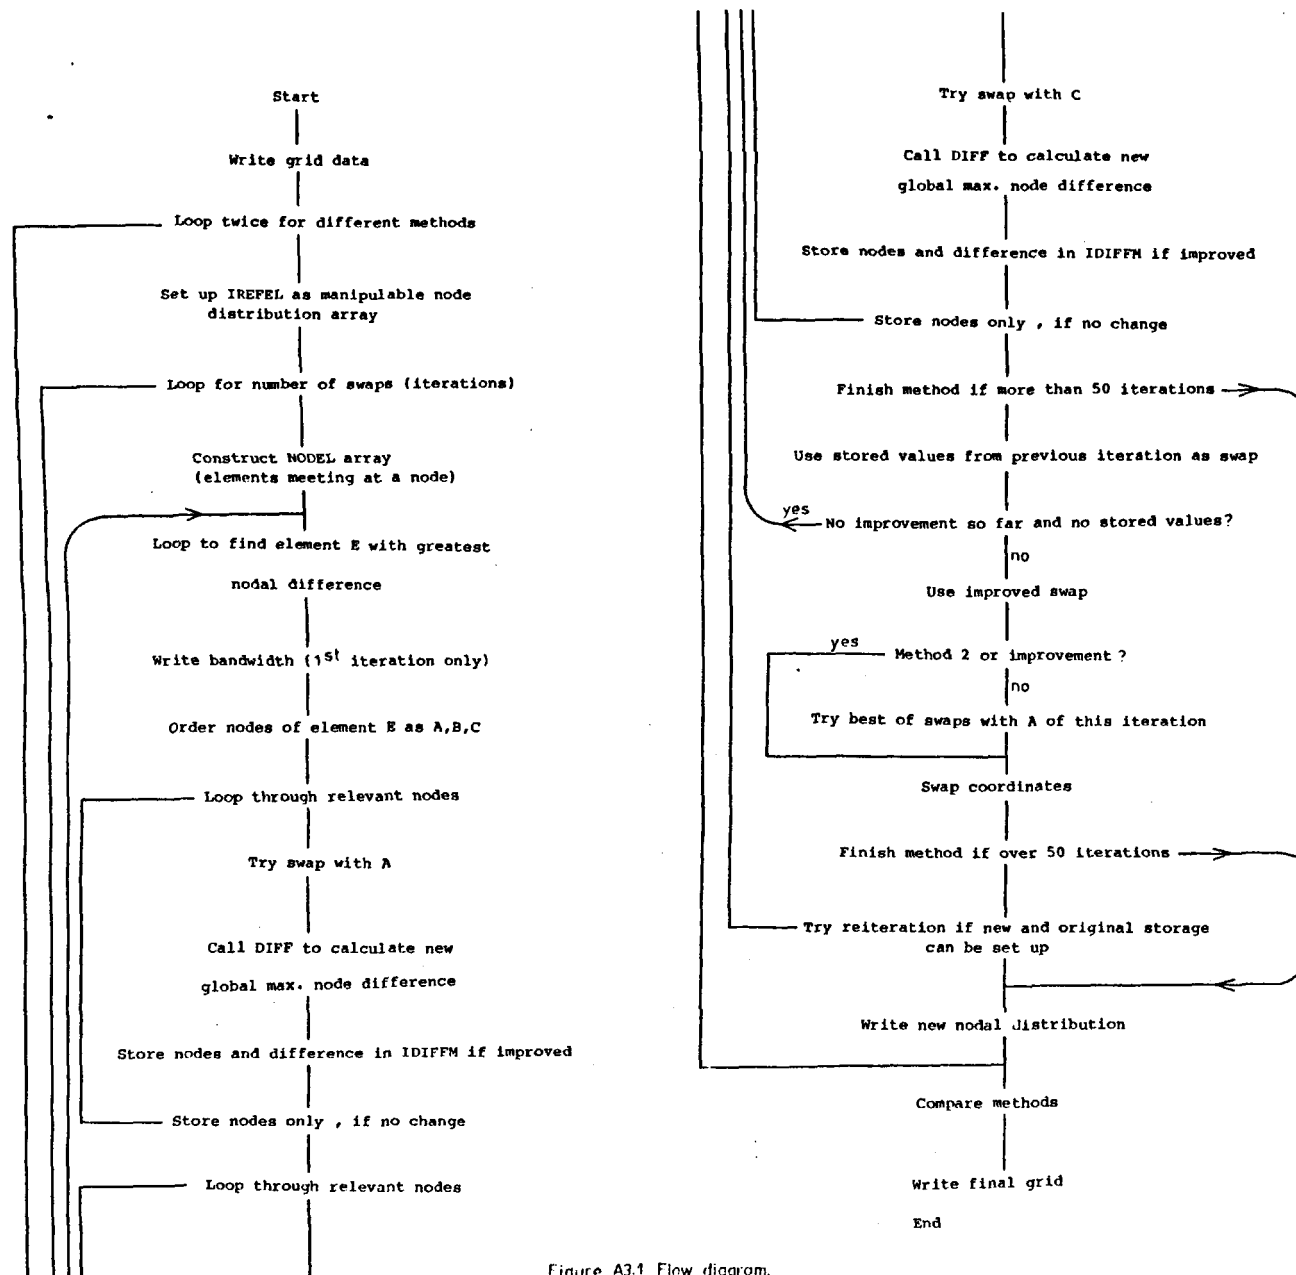 Start
Write grid data
Loop twice for different methods
Set up IREFEL as manipulable node
distribution array
Loop for number of swaps (iterations)
Construct NODEL array
(elements meeting at a node)
Loop to find element E with greatest
nodal difference
Write bandwidth (1st iteration only)
Order nodes of element E as A,B,C
Loop through relevant nodes
Try swap with A
Call DIFF to calculate new
global max. node difference
Store nodes and difference in IDIFFM if improved
Store nodes only , if no change
Loop through relevant nodes
Try swap with C
Call DIFF to calculate new
global max. node difference
Store nodes and difference in IDIFFM if improved
Store nodes only , if no change
Finish method if more than 50 iterations
Use stored values from previous iteration as swap
yes
No improvement so far and no stored values?
no
Use improved swap
yes
Method 2 or improvement ?
no
Try best of swaps with A of this iteration
Swap coordinates
Finish method if over 50 iterations
Try reiteration if new and original storage
can be set up
Write new nodal distribution
Compare methods
Write final grid
End
Figure A3.1 Flow diagram.